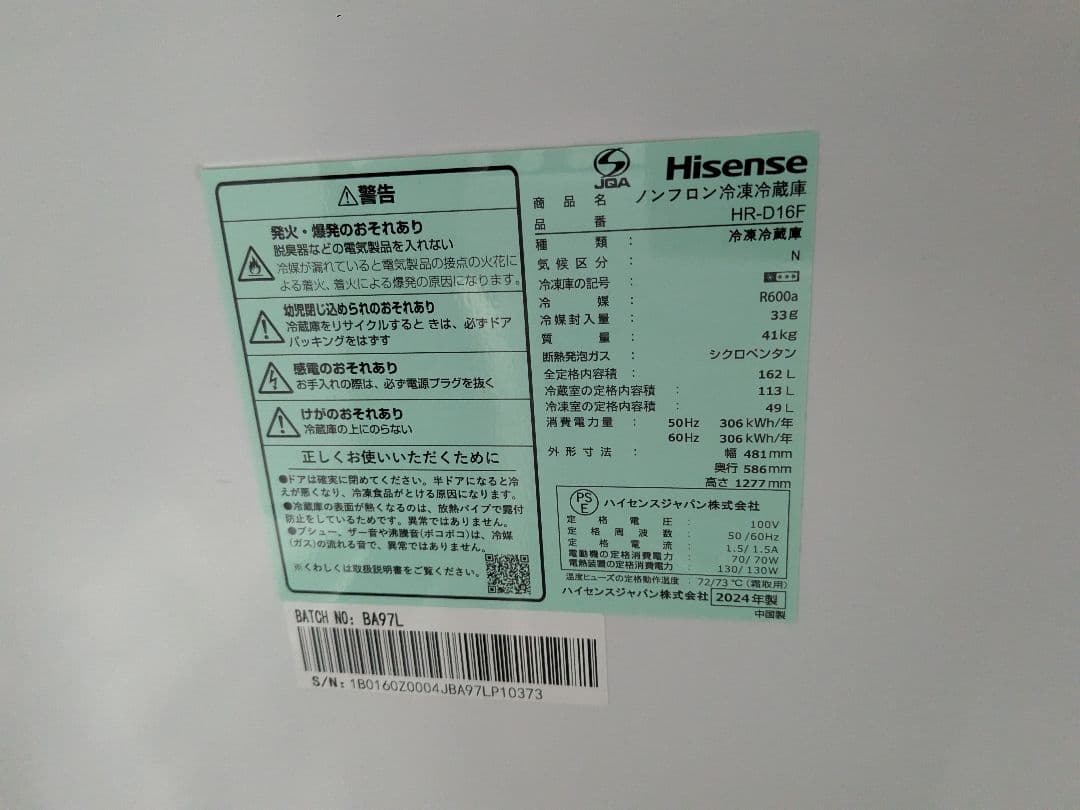 ⚠警告
発火・爆発のおそれあり
脱臭器などの電気製品を入れない
冷媒が漏れていると電気製品の接点の火花に
よる着火、着火による爆発の原因になります。
幼児閉じ込められのおそれあり
冷蔵庫をリサイクルすると きは、必ずドア
パッキングをはずす
感電のおそれあり
お手入れの際は、必ず電源プラグを抜く
けがのおそれあり
冷蔵庫の上にのらない
正しくお使いいただくために
●ドアは確実に閉めてください。半ドアになると冷
えが悪くなり、冷凍食品がとける原因になります。
●冷蔵庫の表面が熱くなるのは、放熱パイプで露付
防止をしているためです。異常ではありません。
●プシュー、ザー音や沸騰音(ボコボコ)は、冷媒
(ガス)の流れる音で、異常ではありません。
※くわしくは取扱説明書をご覧ください。
JQA
Hisense
商品名 ノンフロン冷凍冷蔵庫
品番 HR-D16F
種類 : 冷凍冷蔵庫
気候区分 : N
冷凍庫の記号 :
冷媒 : R600a
冷媒封入量 : 33g
質量 : 41kg
断熱発泡ガス : シクロペンタン
全定格内容積 : 162 L
冷蔵室の定格内容積 : 113 L
冷凍室の定格内容積 : 49 L
消費電力量 : 50Hz 306 kWh/年
60Hz 306 kWh/年
外形寸法 : 幅 481mm
奥行 586mm
高さ 1277mm
PS E ハイセンスジャパン株式会社
定格電圧 : 100V
定格周波数 : 50/60Hz
定格電流 : 1.5/1.5A
電動機の定格消費電力 : 70/70W
電熱装置の定格消費電力 : 130/130W
温度ヒューズの定格動作温度 : 72/73℃(霜取用)
ハイセンスジャパン株式会社 2024年製
中国製
BATCH NO: BA97L
S/N: 1B0160Z0004JBA97LP10373